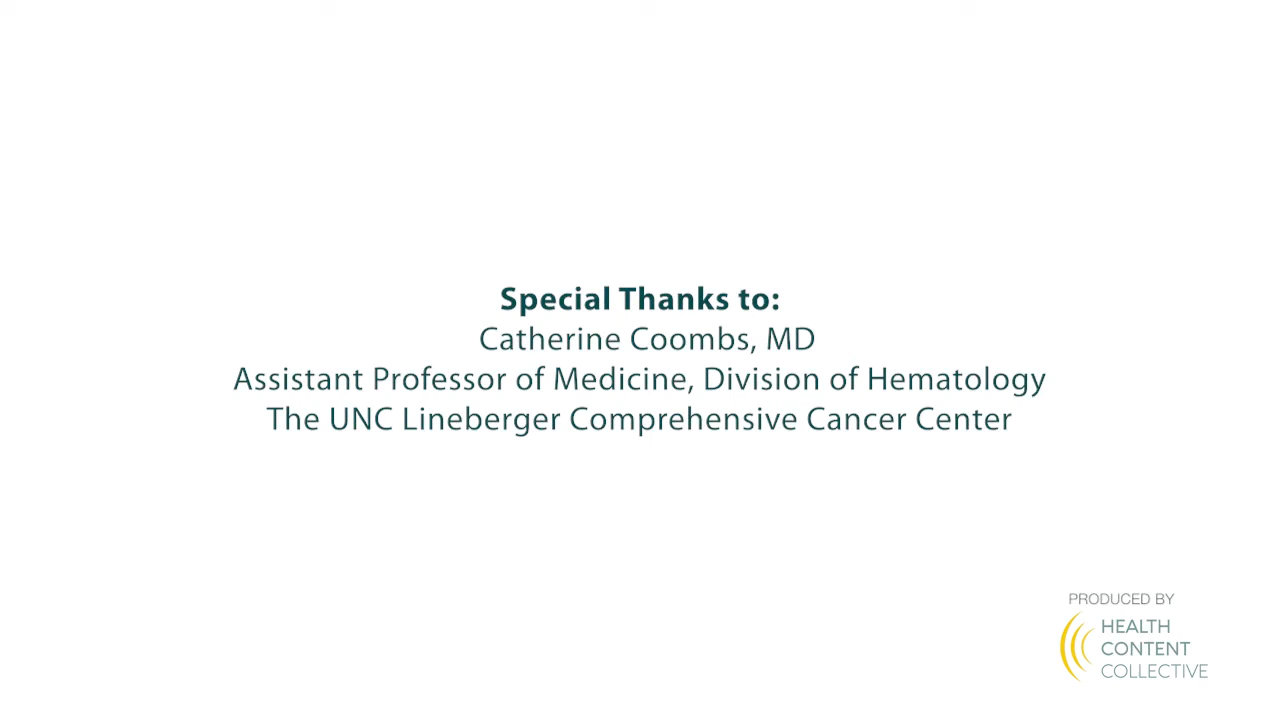 Special Thanks to:
Catherine Coombs, MD
Assistant Professor of Medicine, Division of Hematology
The UNC Lineberger Comprehensive Cancer Center
PRODUCED BY
HEALTH
CONTENT
COLLECTIVE